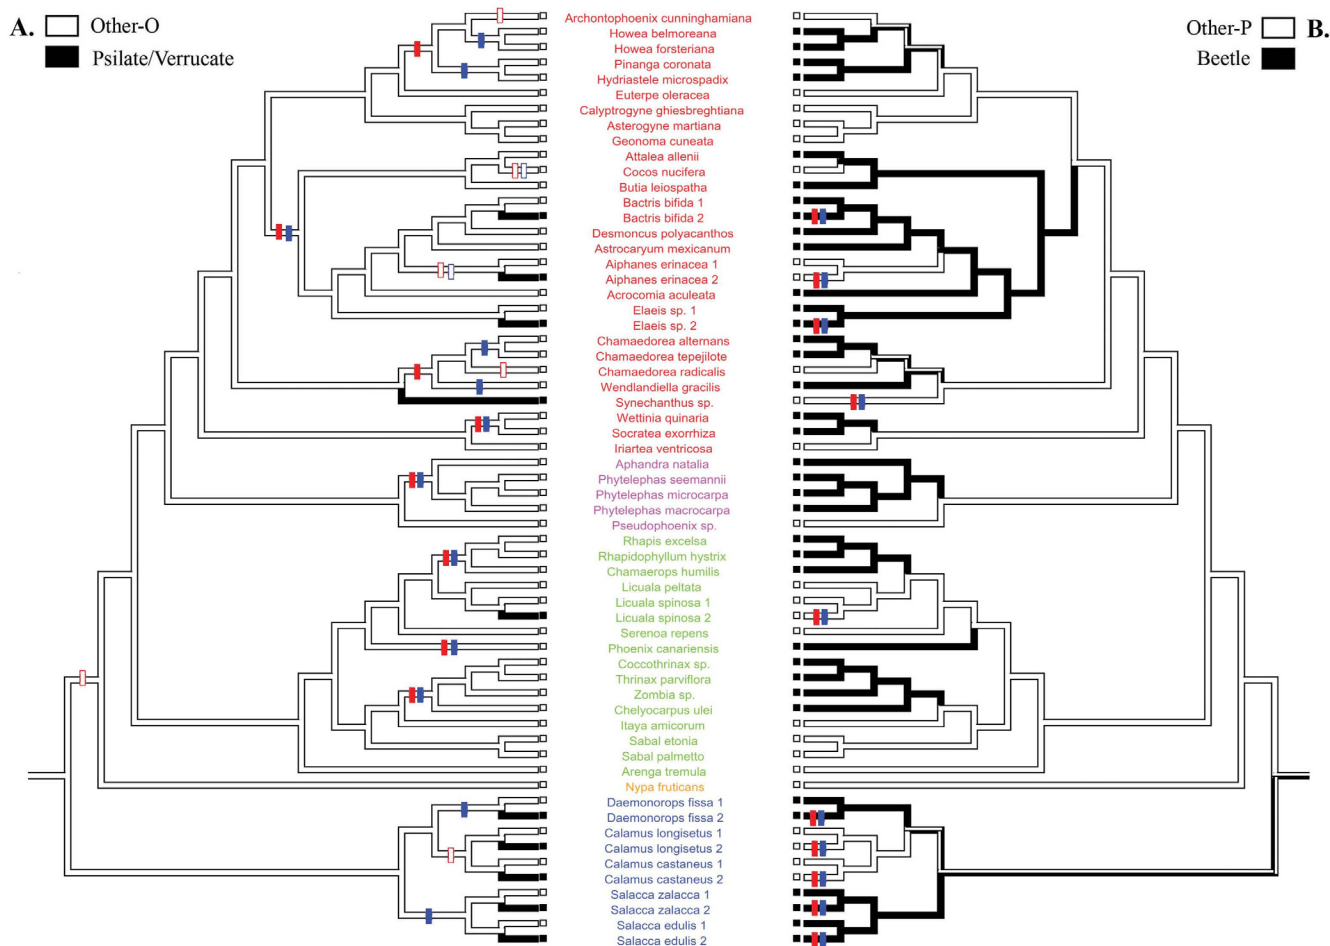 A. Other-O
Psilate/Verrucate
Other-P B.
Beetle
Archontophoenix cunninghamiana
Howea belmoreana
Howea forsteriana
Pinanga coronata
Hydriastele microspadix
Euterpe oleracea
Calyptrogyne ghiesbreghtiana
Asterogyne martiana
Geonoma cuneata
Attalea allenii
Cocos nucifera
Butia leiospatha
Bactris bifida 1
Bactris bifida 2
Desmoncus polyacanthos
Astrocaryum mexicanum
Aiphanes erinacea 1
Aiphanes erinacea 2
Acrocomia aculeata
Elaeis sp. 1
Elaeis sp. 2
Chamaedorea alternans
Chamaedorea tepejilote
Chamaedorea radicalis
Wendlandiella gracilis
Synechanthus sp.
Wettinia quinaria
Socratea exorrhiza
Iriartea ventricosa
Aphandra natalia
Phytelephas seemannii
Phytelephas microcarpa
Phytelephas macrocarpa
Pseudophoenix sp.
Rhapis excelsa
Rhapidophyllum hystrix
Chamaerops humilis
Licuala peltata
Licuala spinosa 1
Licuala spinosa 2
Serenoa repens
Phoenix canariensis
Coccothrinax sp.
Thrinax parviflora
Zombia sp.
Chelyocarpus ulei
Itaya amicorum
Sabal etonia
Sabal palmetto
Arenga tremula
Nypa fruticans
Daemonorops fissa 1
Daemonorops fissa 2
Calamus longisetus 1
Calamus longisetus 2
Calamus castaneus 1
Calamus castaneus 2
Salacca zalacca 1
Salacca zalacca 2
Salacca edulis 1
Salacca edulis 2